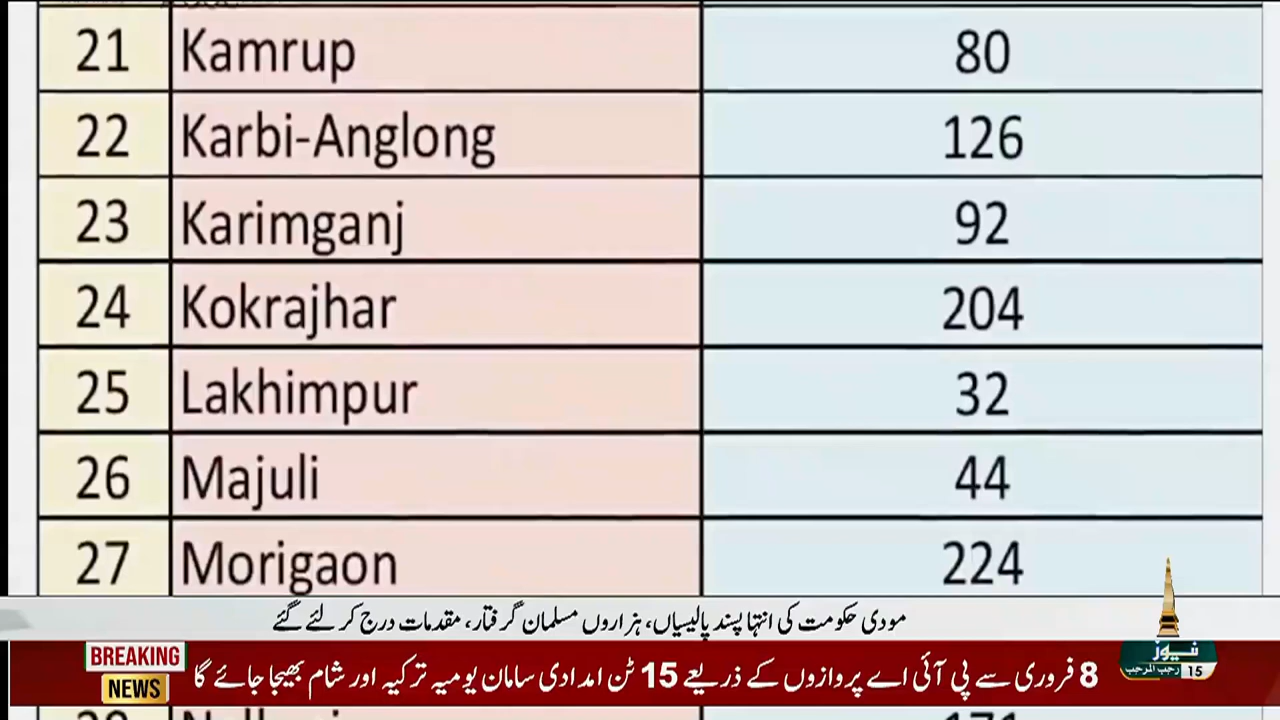 21 Kamrup 80
22 Karbi-Anglong 126
23 Karimganj 92
24 Kokrajhar 204
25 Lakhimpur 32
26 Majuli 44
27 Morigaon 224
مودی حکومت کی انتہا پسند پالیسیاں، ہزاروں مسلمان گرفتار، مقدمات درج کر لئے گئے
BREAKING
NEWS
8 فروری سے پی آئی اے پروازوں کے ذریعے 15 ٹن امدادی سامان یومیہ ترکیہ اور شام بھیجا جائے گا
نیوز
15 رجب المرجب